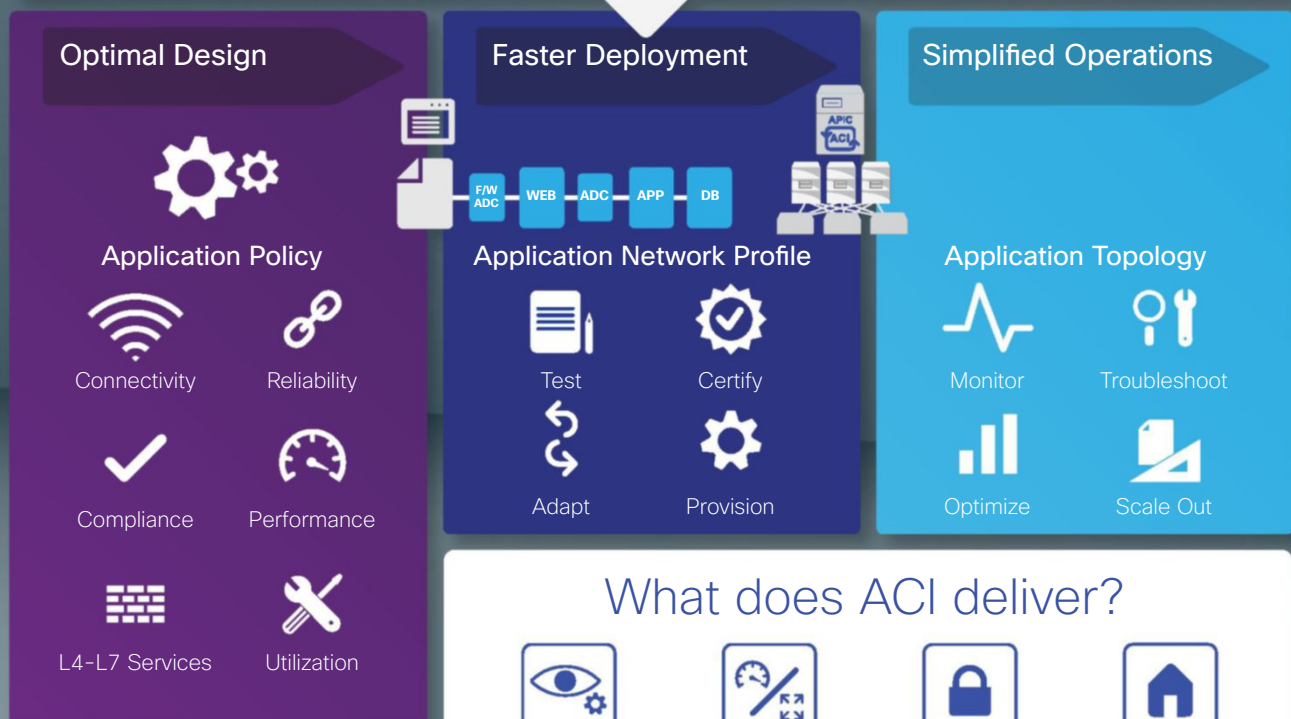 Optimal Design
Application Policy
Connectivity
Reliability
Compliance
Performance
L4-L7 Services
Utilization
Faster Deployment
APIC
ACI
F/W
ADC
WEB
ADC
APP
DB
Application Network Profile
Test
Certify
Adapt
Provision
Simplified Operations
Application Topology
Monitor
Troubleshoot
Optimize
Scale Out
What does ACI deliver?